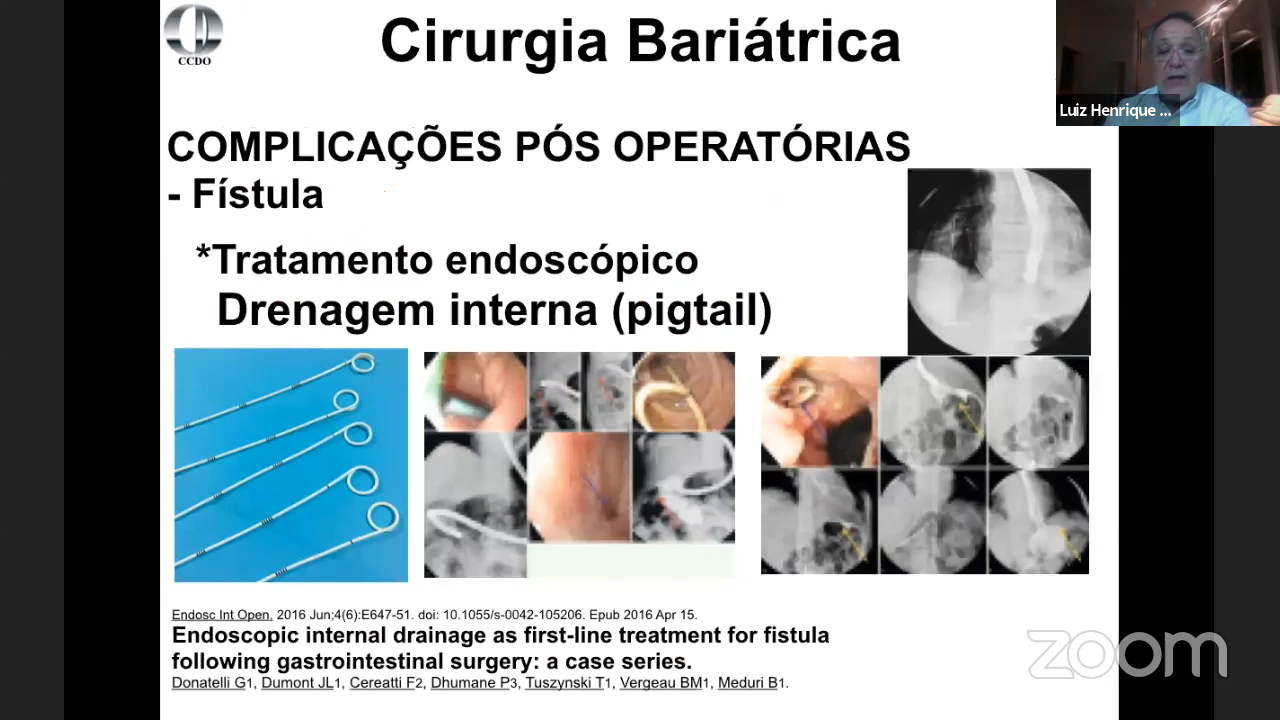 CCDO
Cirurgia Bariátrica
Luiz Henrique ...
COMPLICAÇÕES PÓS OPERATÓRIAS
- Fístula
*Tratamento endoscópico
Drenagem interna (pigtail)
Endosc Int Open. 2016 Jun;4(6):E647-51. doi: 10.1055/s-0042-105206. Epub 2016 Apr 15.
Endoscopic internal drainage as first-line treatment for fistula
following gastrointestinal surgery: a case series.
Donatelli G1, Dumont JL1, Cereatti F2, Dhumane P3, Tuszynski T1, Vergeau BM1, Meduri B1.
zoom